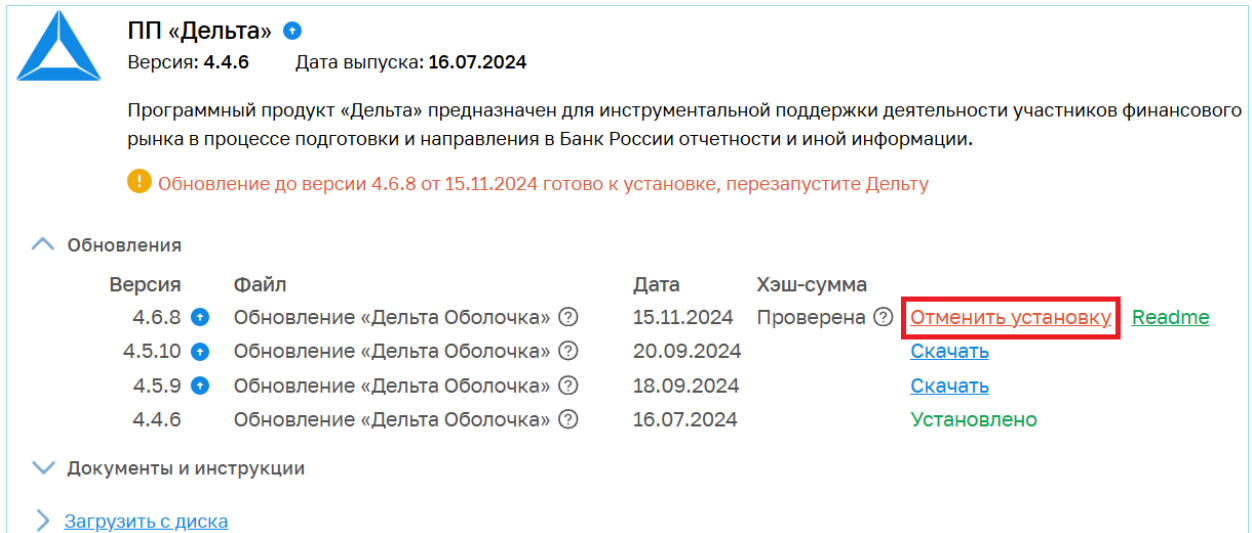 ПП «Дельта»
Версия: 4.4.6 Дата выпуска: 16.07.2024
Программный продукт «Дельта» предназначен для инструментальной поддержки деятельности участников финансового
рынка в процессе подготовки и направления в Банк России отчетности и иной информации.
Обновление до версии 4.6.8 от 15.11.2024 готово к установке, перезапустите Дельту
Обновления
Версия Файл Дата Хэш-сумма
4.6.8 Обновление «Дельта Оболочка» 15.11.2024 Проверена Отменить установку Readme
4.5.10 Обновление «Дельта Оболочка» 20.09.2024 Скачать
4.5.9 Обновление «Дельта Оболочка» 18.09.2024 Скачать
4.4.6 Обновление «Дельта Оболочка» 16.07.2024 Установлено
Документы и инструкции
Загрузить с диска